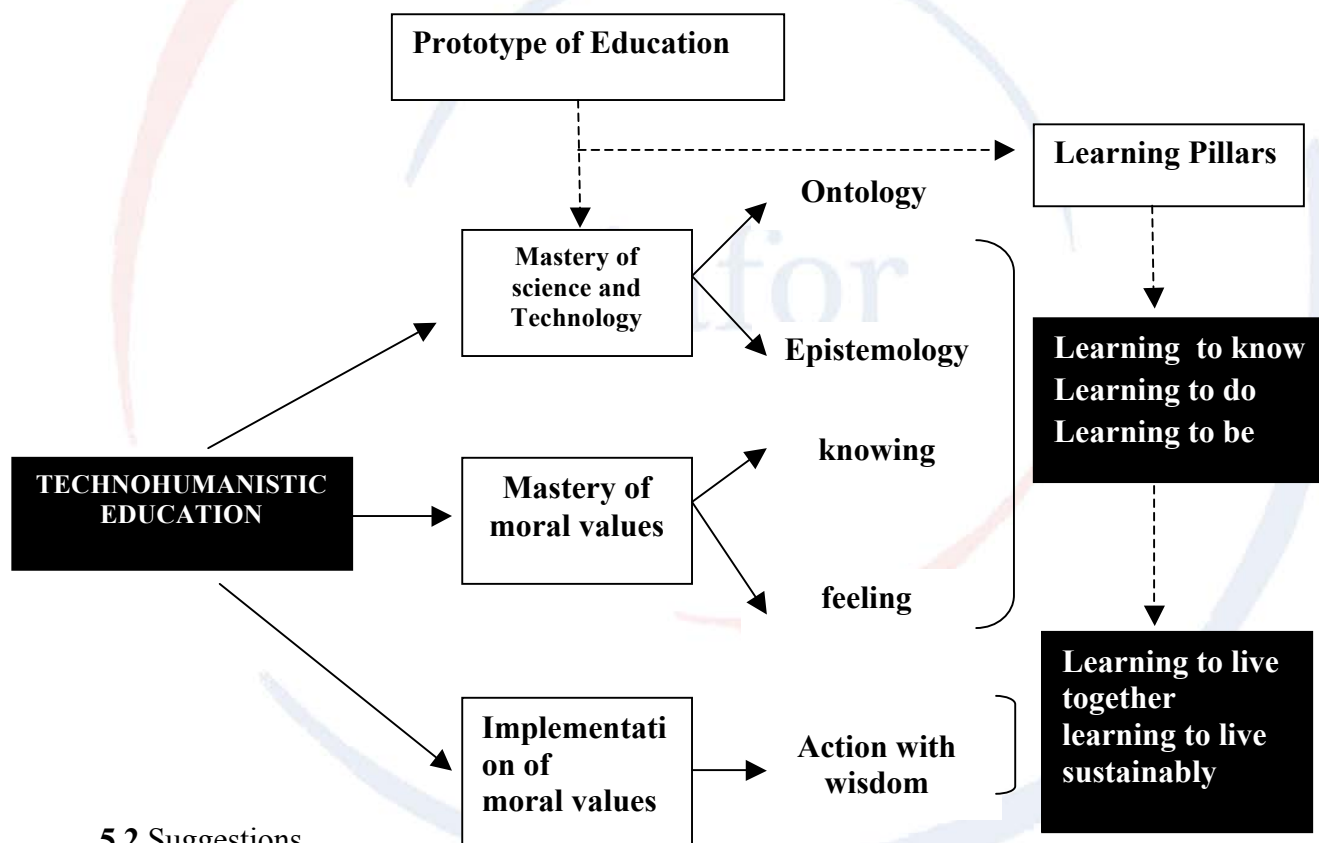 Prototype of Education
Learning Pillars
Ontology
Mastery of
science and
Technology
Epistemology
Learning to know
Learning to do
Learning to be
knowing
TECHNOHUMANISTIC
EDUCATION
Mastery of
moral values
feeling
Learning to live
together
learning to live
sustainably
Implementati
on of
moral values
Action with
wisdom
5.2 Suggestions